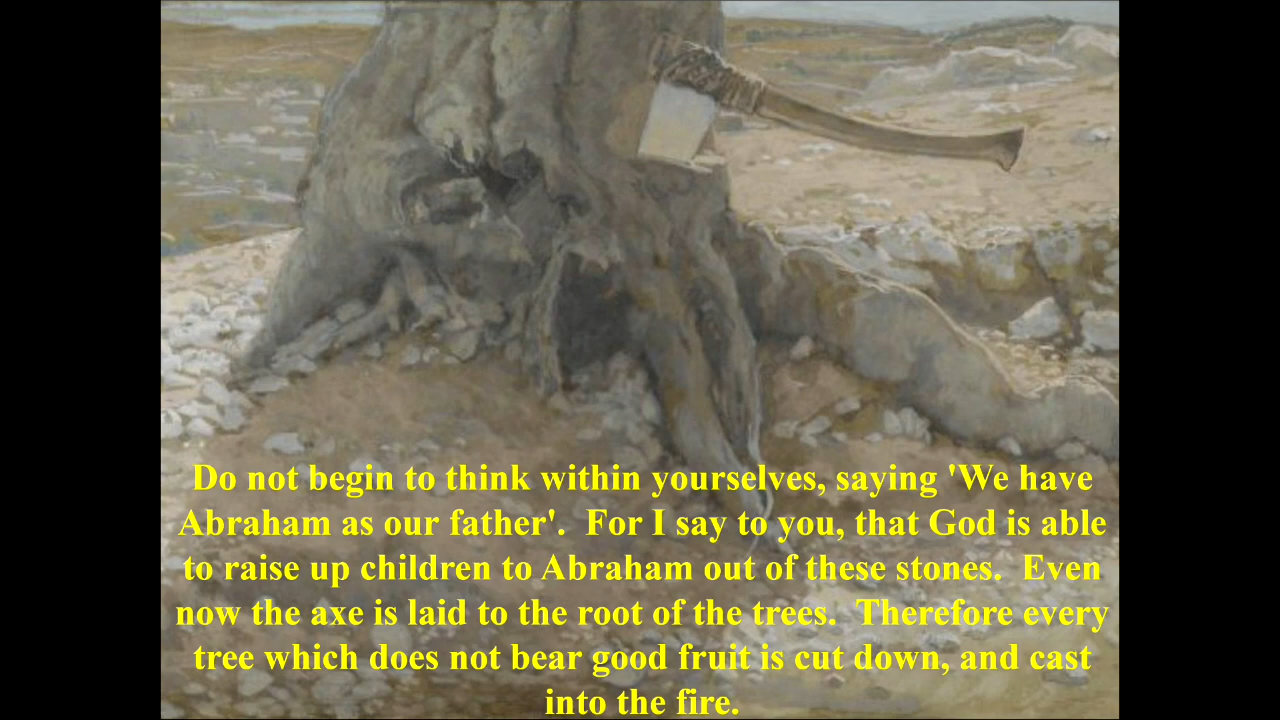 Do not begin to think within yourselves, saying 'We have
Abraham as our father'.  For I say to you, that God is able
to raise up children to Abraham out of these stones.  Even
now the axe is laid to the root of the trees.  Therefore every
tree which does not bear good fruit is cut down, and cast
into the fire.